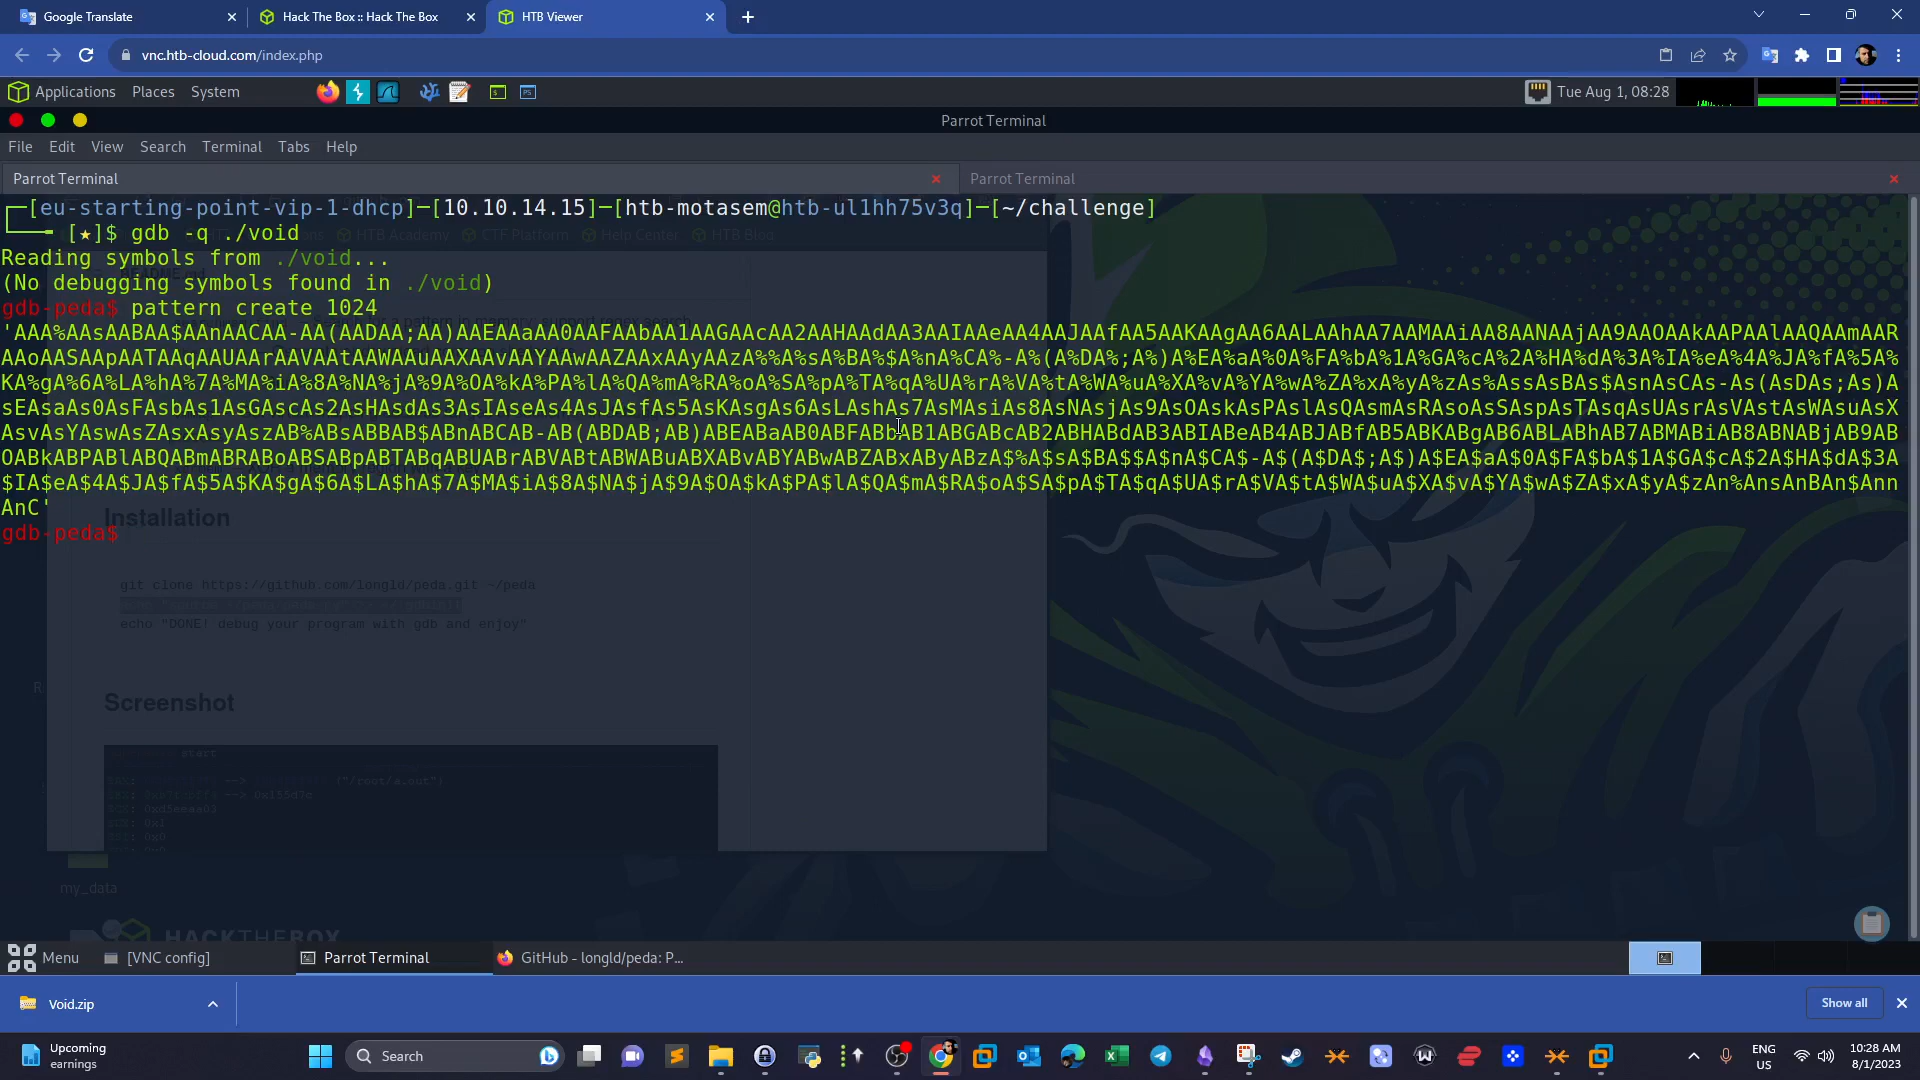 Google Translate
Hack The Box :: Hack The Box
HTB Viewer
vnc.htb-cloud.com/index.php
Applications Places System
Tue Aug 1, 08:28
Parrot Terminal
File Edit View Search Terminal Tabs Help
Parrot Terminal
Parrot Terminal
[eu-starting-point-vip-1-dhcp]─[10.10.14.15]─[htb-motasem@htb-ul1hh75v3q]─[~/challenge]
[★]$ gdb -q ./void
Reading symbols from ./void...
(No debugging symbols found in ./void)
gdb-peda$ pattern create 1024
'AAA%AAsAABAA$AAnAACAA-AA(AADAA;AA)AAEAAaAA0AAFAAbAA1AAGAAcAA2AAHAAdAA3AAIAAeAA4AAJAAfAA5AAKAAgAA6AALAAhAA7AAMAAiAA8AANAAjAA9AAOAAkAAPAAlAAQAAmAAR
AAoAASAApAATAAqAAUAArAAVAAtAAWAAuAAXAAvAAYAAwAAZAAxAAyAAzA%%A%sA%BA%$A%nA%CA%-A%(A%DA%;A%)A%EA%aA%0A%FA%bA%1A%GA%cA%2A%HA%dA%3A%IA%eA%4A%JA%fA%5A%
KA%gA%6A%LA%hA%7A%MA%iA%8A%NA%jA%9A%OA%kA%PA%lA%QA%mA%RA%oA%SA%pA%TA%qA%UA%rA%VA%tA%WA%uA%XA%vA%YA%wA%ZA%xA%yA%zAs%AssAsBAs$AsnAsCAs-As(AsDAs;As)A
sEAsaAs0AsFAsbAs1AsGAscAs2AsHAsdAs3AsIAseAs4AsJAsfAs5AsKAsgAs6AsLAshAs7AsMAsiAs8AsNAsjAs9AsOAskAsPAslAsQAsmAsRAsoAsSAspAsTAsqAsUAsrAsVAstAsWAsuAsX
AsvAsYAswAsZAsxAsyAszAB%ABsABBAB$ABnABCAB-AB(ABDAB;AB)ABEABaAB0ABFABbAB1ABGABcAB2ABHABdAB3ABIABeAB4ABJABfAB5ABKABgAB6ABLABhAB7ABMABiAB8ABNABjAB9AB
OABkABPABlABQABmABRABoABSABpABTABqABUABrABVABtABWABuABXABvABYABwABZABxAByABzA$%A$sA$BA$$A$nA$CA$-A$(A$DA$;A$)A$EA$aA$0A$FA$bA$1A$GA$cA$2A$HA$dA$3A
$IA$eA$4A$JA$fA$5A$KA$gA$6A$LA$hA$7A$MA$iA$8A$NA$jA$9A$OA$kA$PA$lA$QA$mA$RA$oA$SA$pA$TA$qA$UA$rA$VA$tA$WA$uA$XA$vA$YA$wA$ZA$xA$yA$zAn%AnsAnBAn$Ann
AnC'
gdb-peda$
Installation
git clone https://github.com/longld/peda.git ~/peda
echo "DONE! debug your program with gdb and enjoy"
Screenshot
my_data
HACKTHEBOX
Menu
[VNC config]
Parrot Terminal
GitHub - longld/peda: P...
Void.zip
Show all
Upcoming
earnings
Search
ENG
US
10:28 AM
8/1/2023